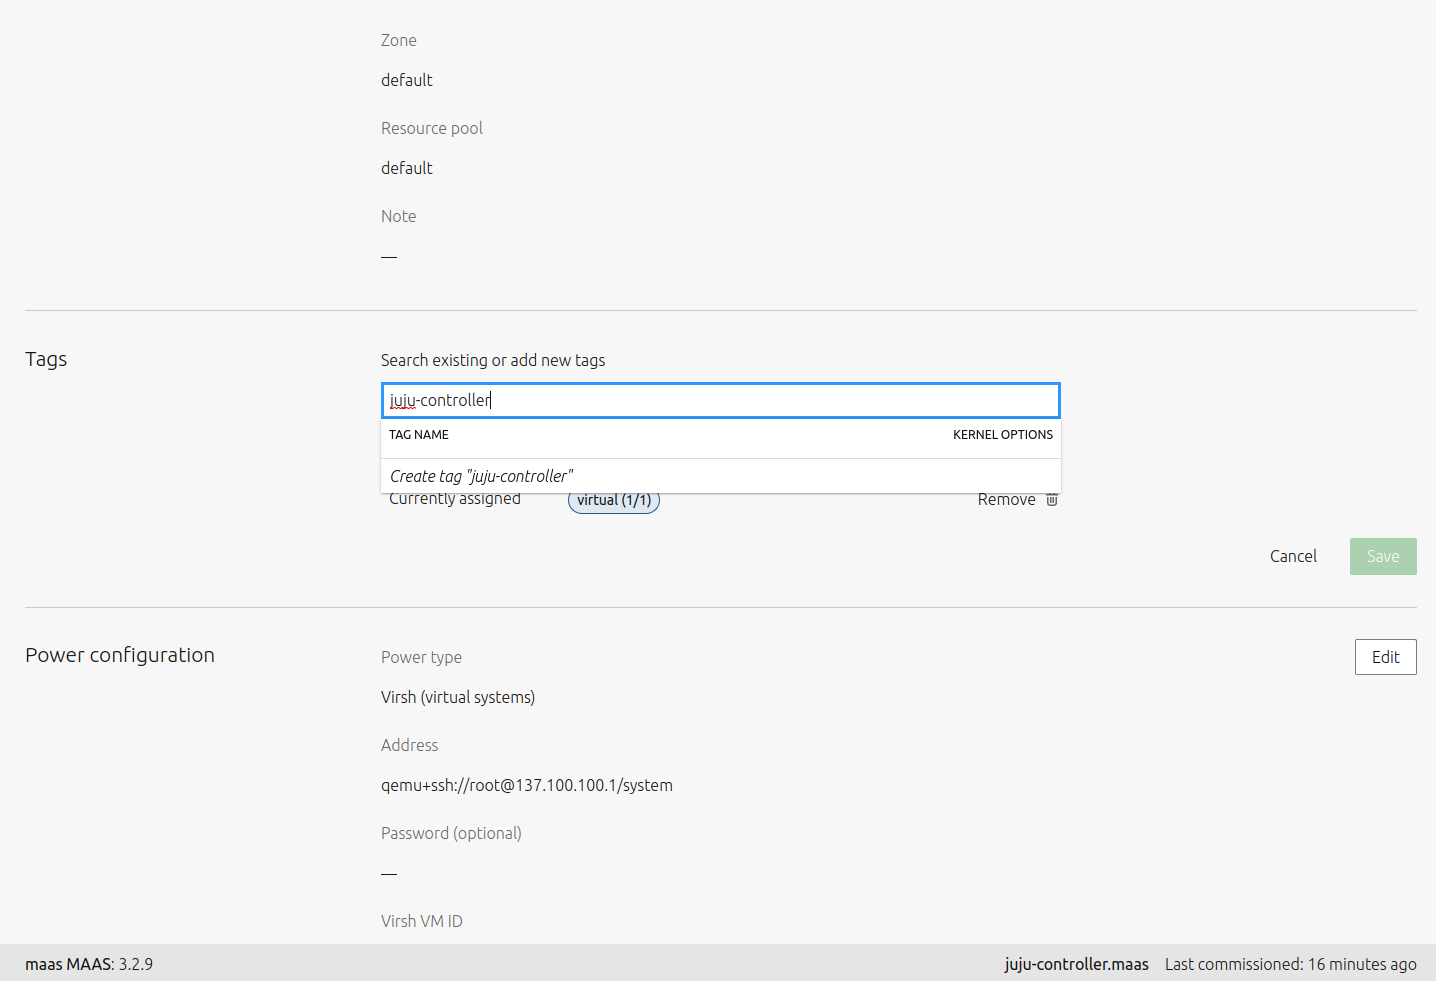 Zone
default
Resource pool
default
Note
—
Tags
Search existing or add new tags
juju-controller
TAG NAME KERNEL OPTIONS
Create tag "juju-controller"
Currently assigned virtual (1/1) Remove
Cancel Save
Power configuration
Power type
Edit
Virsh (virtual systems)
Address
qemu+ssh://root@137.100.100.1/system
Password (optional)
—
Virsh VM ID
maas MAAS: 3.2.9 juju-controller.maas Last commissioned: 16 minutes ago